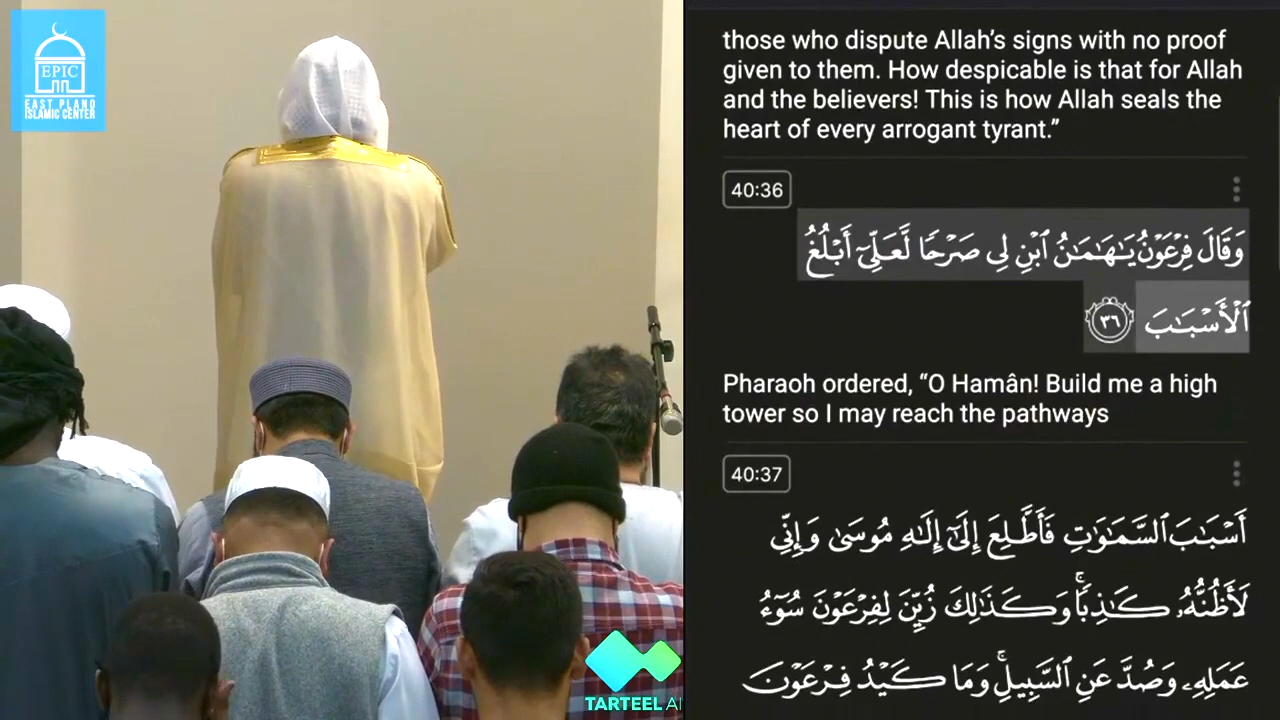 EPIC
EAST PLANO
ISLAMIC CENTER
those who dispute Allah’s signs with no proof
given to them. How despicable is that for Allah
and the believers! This is how Allah seals the
heart of every arrogant tyrant.”
40:36
وَقَالَ فِرْعَوْنُ يَـٰهَـٰمَـٰنُ ٱبْنِ لِى صَرْحًا لَّعَلِّىٓ أَبْلُغُ
ٱلْأَسْبَـٰبَ ٣٦
Pharaoh ordered, “O Hamân! Build me a high
tower so I may reach the pathways
40:37
أَسْبَـٰبَ ٱلسَّمَـٰوَٰتِ فَأَطَّلِعَ إِلَىٰٓ إِلَـٰهِ مُوسَىٰ وَإِنِّى
لَأَظُنُّهُۥ كَـٰذِبًا ۚ وَكَذَٰلِكَ زُيِّنَ لِفِرْعَوْنَ سُوٓءُ
عَمَلِهِۦ وَصُدَّ عَنِ ٱلسَّبِيلِ ۚ وَمَا كَيْدُ فِرْعَوْنَ
TARTEEL AI